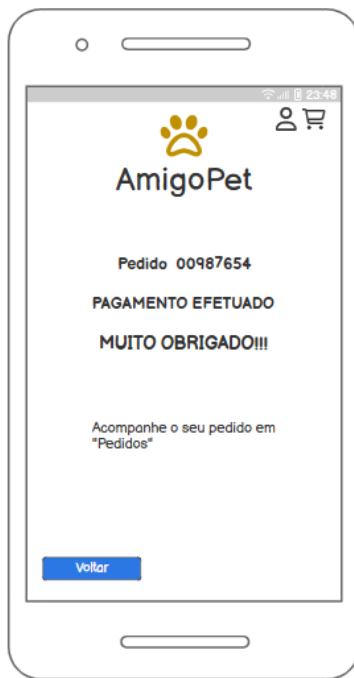 23:48
AmigoPet
Pedido 00987654
PAGAMENTO EFETUADO
MUITO OBRIGADO!!!
Acompanhe o seu pedido em
"Pedidos"
Voltar